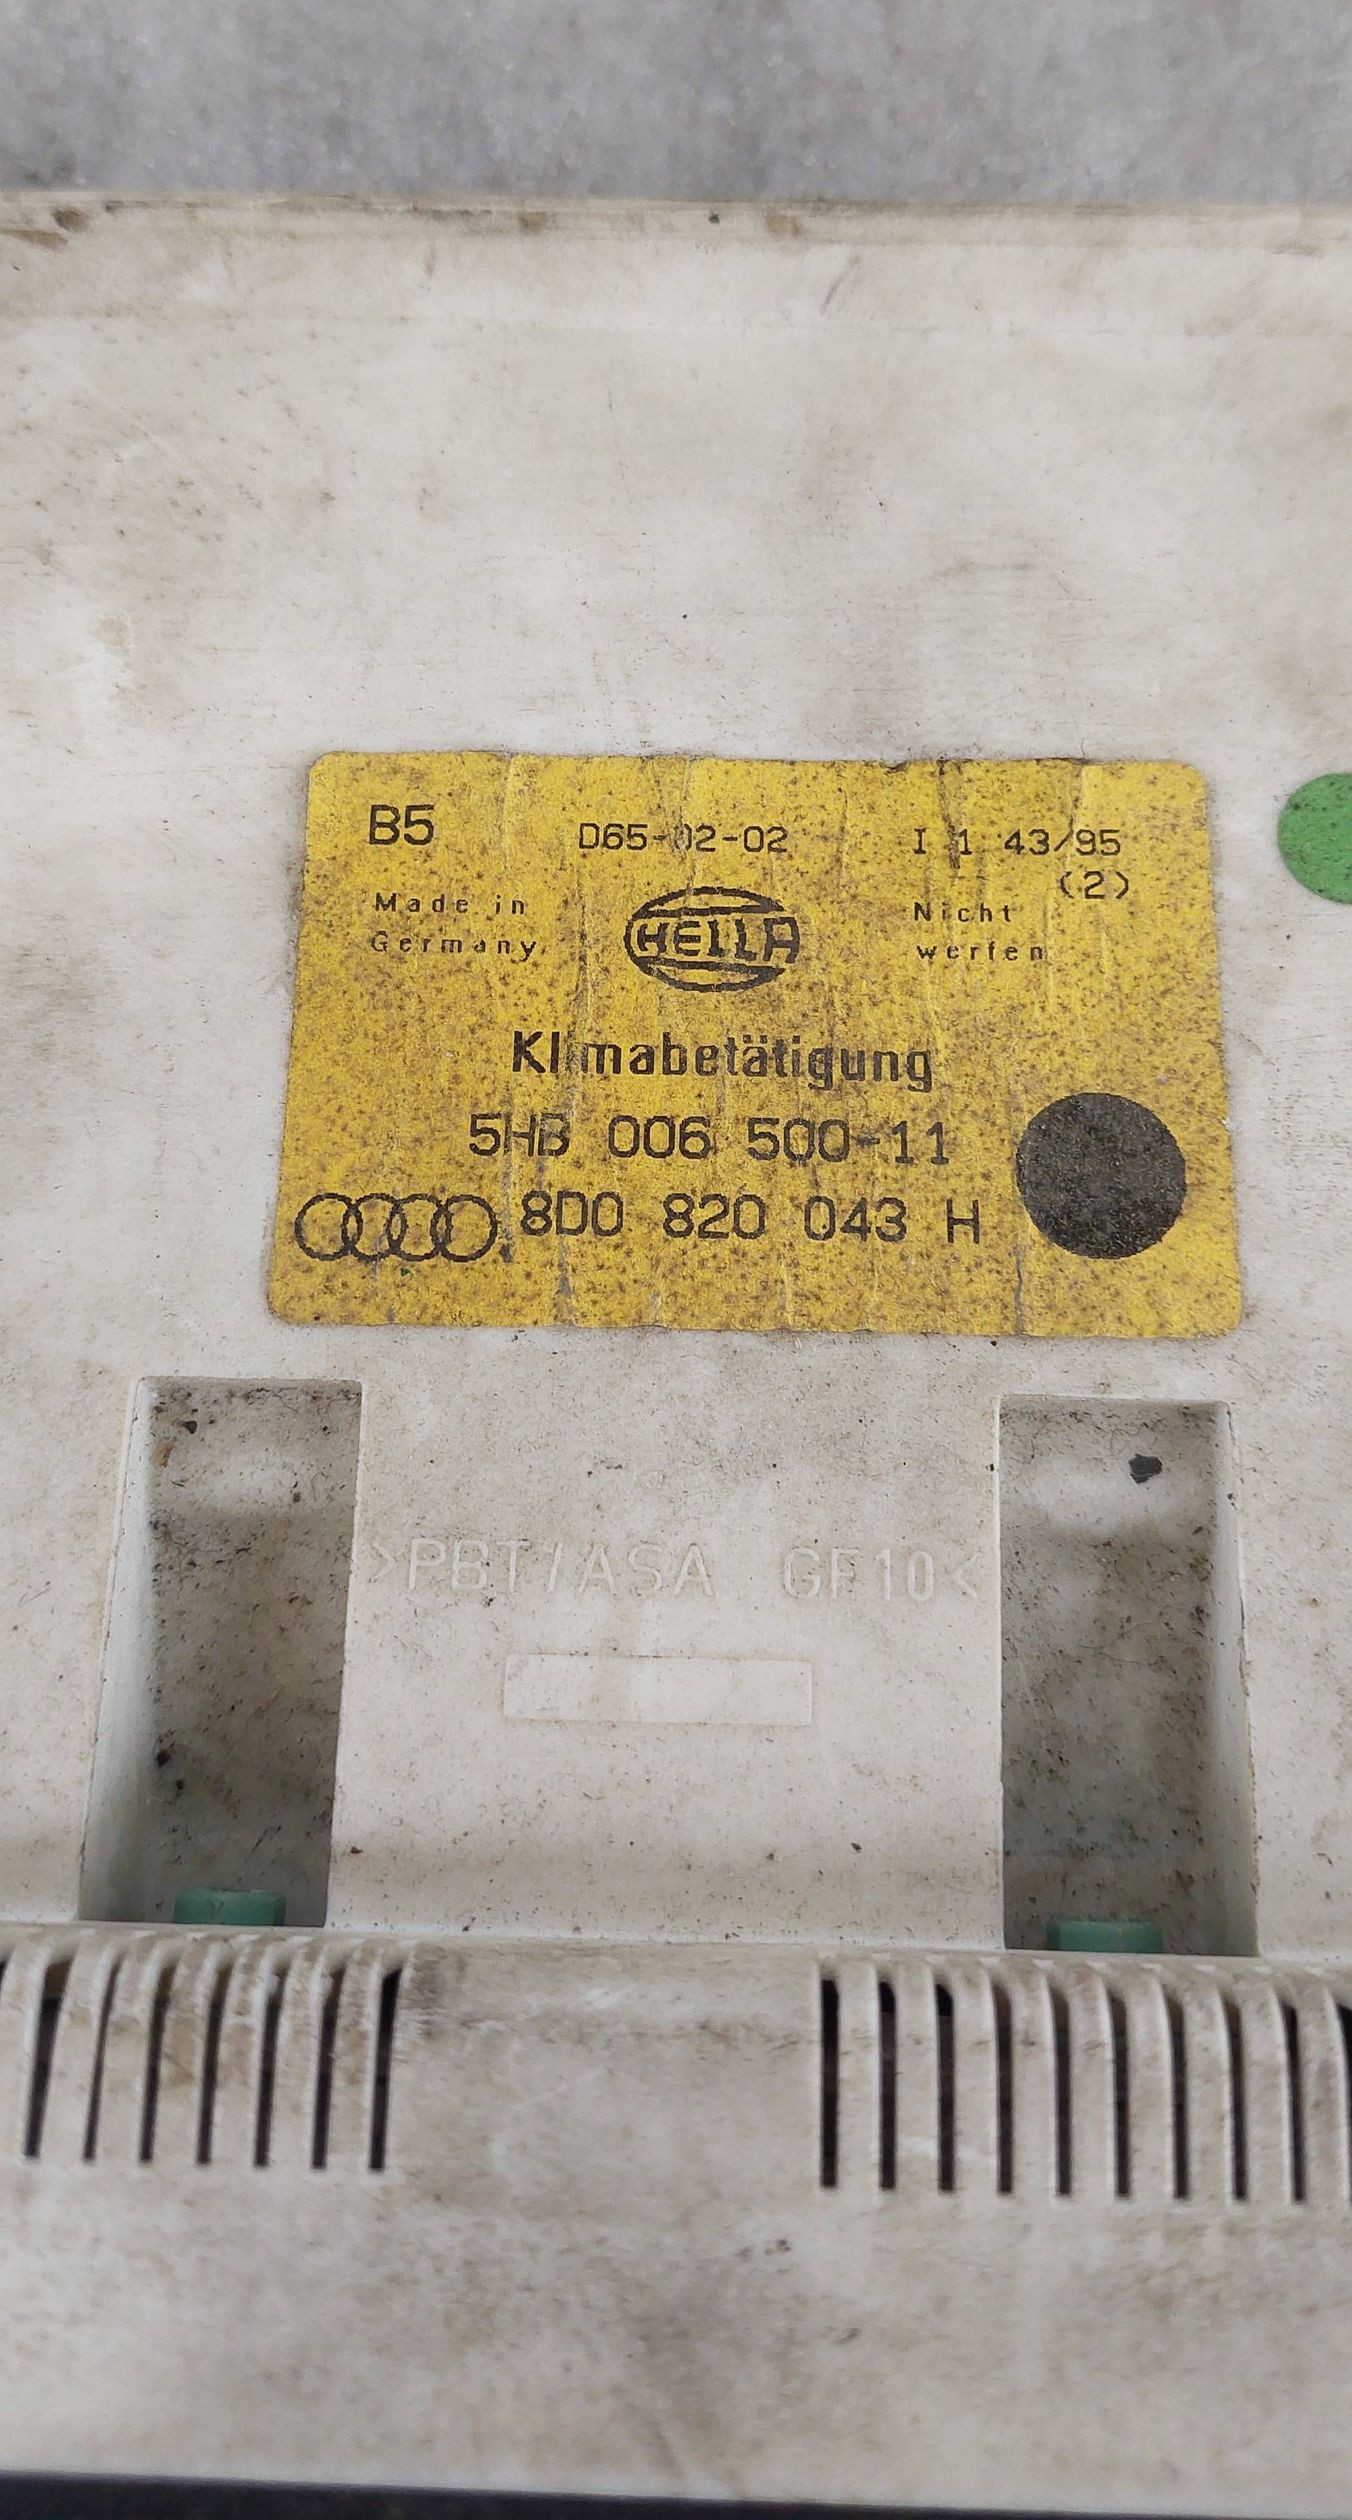 B5 D65-02-02 I 1 43/95
(2)
Made in
Germany
HELLA
Nicht
werfen
Klimabetätigung
5HB 006 500-11
8D0 820 043 H
>PBT/ASA GF10<